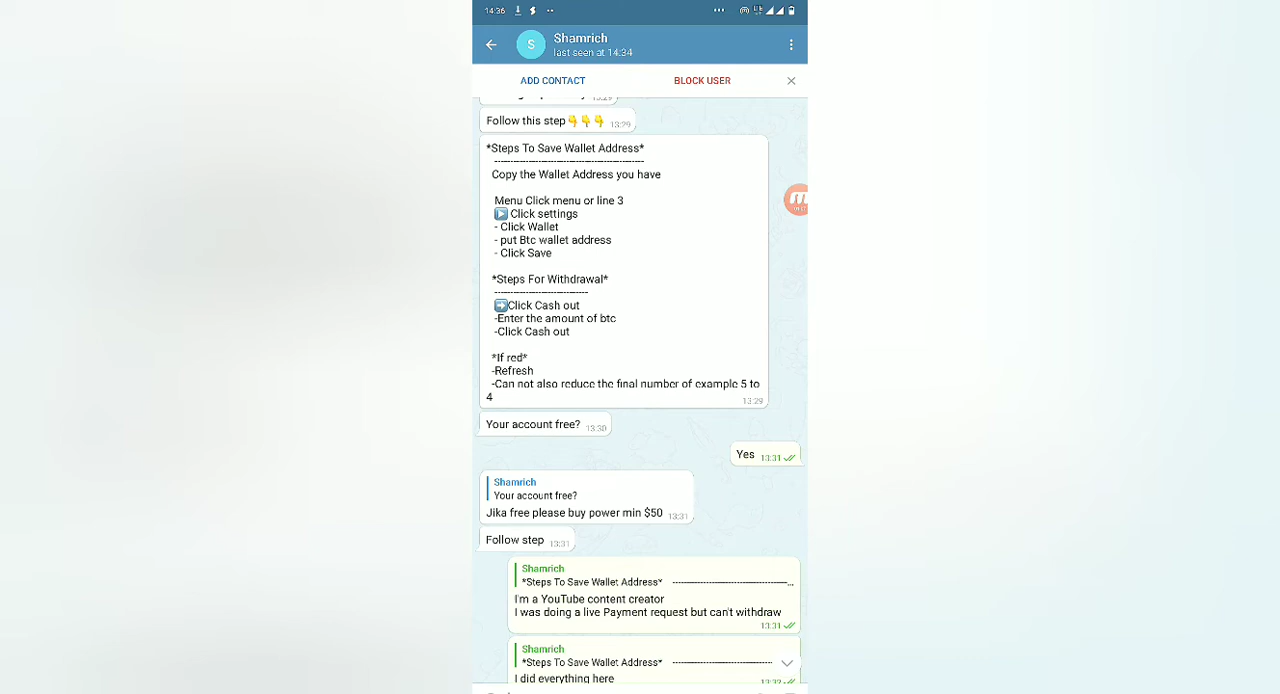 14:36
Shamrich
last seen at 14:34
S
ADD CONTACT
BLOCK USER
13:29
Follow this step👇👇👇 13:29
*Steps To Save Wallet Address*
Copy the Wallet Address you have
Menu Click menu or line 3
▶️ Click settings
- Click Wallet
- put Btc wallet address
- Click Save
*Steps For Withdrawal*
➡️Click Cash out
-Enter the amount of btc
-Click Cash out
*If red*
-Refresh
-Can not also reduce the final number of example 5 to
4 13:29
Your account free? 13:30
Yes 13:31
Shamrich
Your account free?
Jika free please buy power min $50 13:31
Follow step 13:31
Shamrich
*Steps To Save Wallet Address* ---------------------------...
I'm a YouTube content creator
I was doing a live Payment request but can't withdraw
13:31
Shamrich
*Steps To Save Wallet Address* ---------------------------
I did everything here